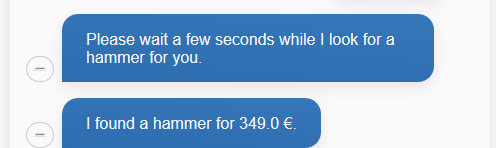 Please wait a few seconds while I look for a
hammer for you.
I found a hammer for 349.0 €.